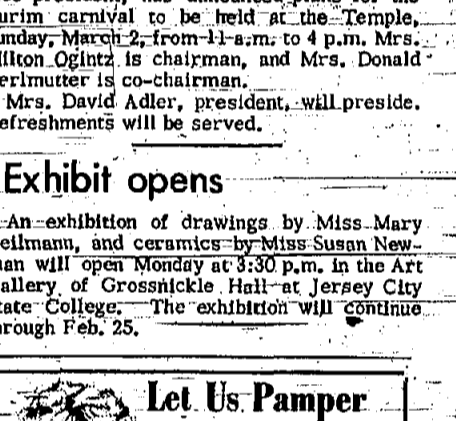 urim carnival to be held at the Temple,
unday, March 2, from 11 a.m. to 4 p.m. Mrs.
ilton Ogintz is chairman, and Mrs. Donald
erlmutter is co-chairman.
Mrs. David Adler, president, will preside.
efreshments will be served.
Exhibit opens
An exhibition of drawings by Miss Mary
eilmann, and ceramics by Miss Susan New-
an will open Monday at 3:30 p.m. in the Art
allery of Grossnickle Hall at Jersey City
tate College. The exhibition will continue
hrough Feb. 25.
Let Us Pamper